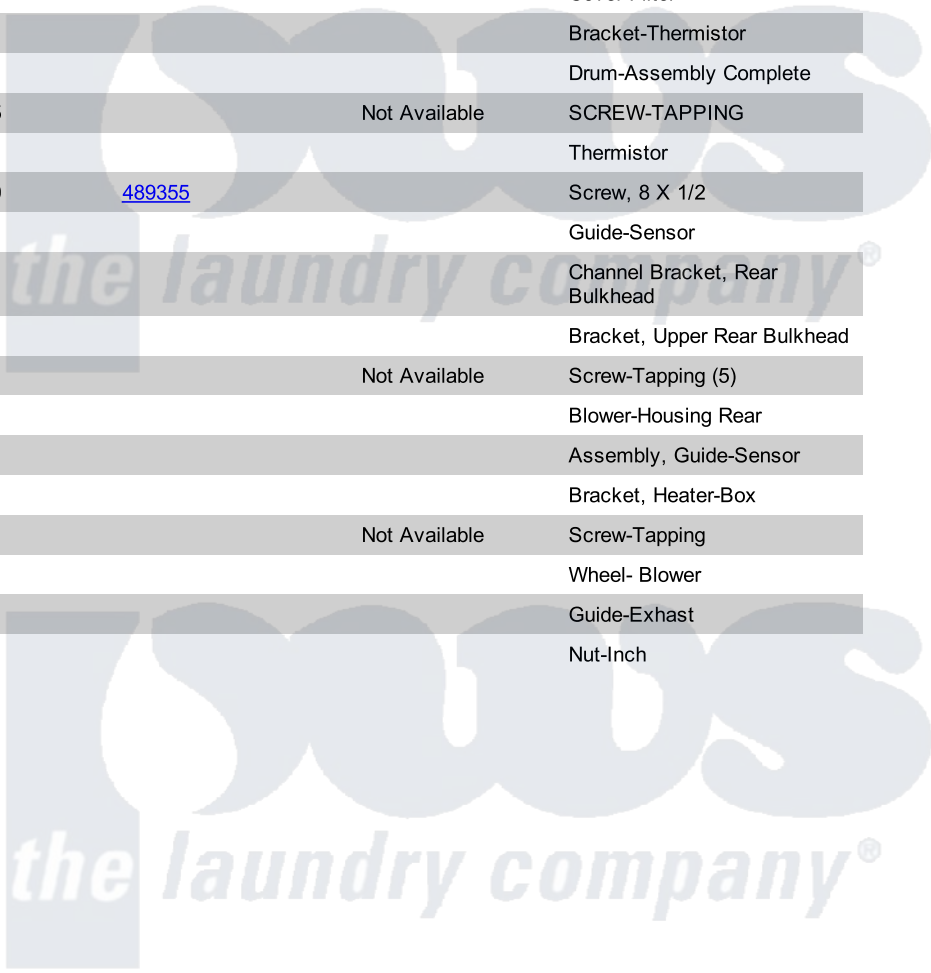 Bracket-Thermistor
Drum-Assembly Complete
Not Available SCREW-TAPPING
Thermistor
489355 Screw, 8 X 1/2
Guide-Sensor
the laundry company®
Channel Bracket, Rear
Bulkhead
Bracket, Upper Rear Bulkhead
Not Available Screw-Tapping (5)
Blower-Housing Rear
Assembly, Guide-Sensor
Bracket, Heater-Box
Not Available Screw-Tapping
Wheel- Blower
Guide-Exhast
Nut-Inch
pws
the laundry company®